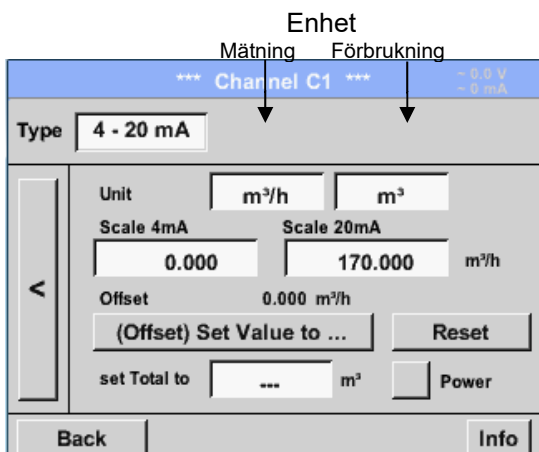 Enhet
Mätning Förbrukning
*** Channel C1 *** ~ 0.0 V
~ 0 mA
Type 4 - 20 mA
Unit m³/h m³
Scale 4mA Scale 20mA
0.000 170.000 m³/h
<
Offset 0.000 m³/h
(Offset) Set Value to ... Reset
set Total to --- m³ Power
Back Info